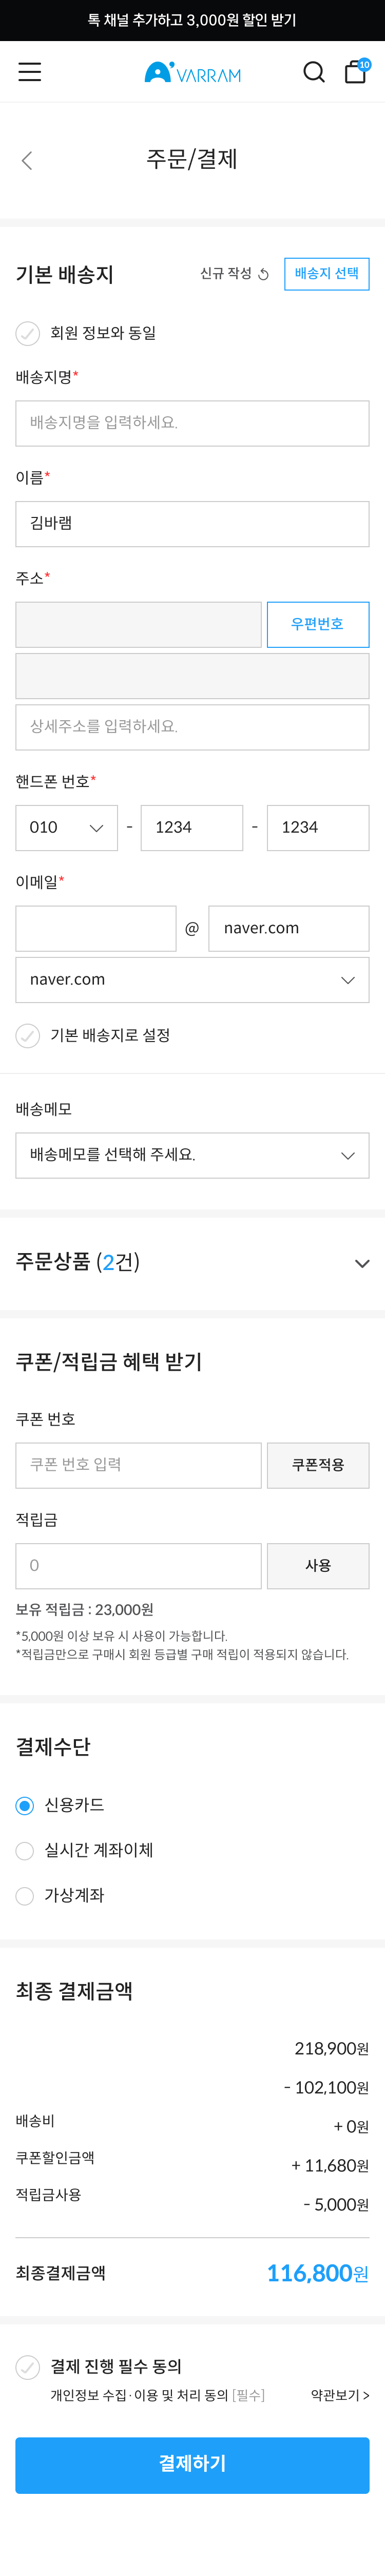 톡 채널 추가하고 3,000원 할인 받기
VARRAM
10
주문/결제
기본 배송지 신규 작성 배송지 선택
회원 정보와 동일
배송지명*
배송지명을 입력하세요.
이름*
김바램
주소*
우편번호
상세주소를 입력하세요.
핸드폰 번호*
010 - 1234 - 1234
이메일*
@ naver.com
naver.com
기본 배송지로 설정
배송메모
배송메모를 선택해 주세요.
주문상품 (2건)
쿠폰/적립금 혜택 받기
쿠폰 번호
쿠폰 번호 입력 쿠폰적용
적립금
0 사용
보유 적립금 : 23,000원
*5,000원 이상 보유 시 사용이 가능합니다.
*적립금만으로 구매시 회원 등급별 구매 적립이 적용되지 않습니다.
결제수단
신용카드
실시간 계좌이체
가상계좌
최종 결제금액
218,900원
- 102,100원
배송비 + 0원
쿠폰할인금액 + 11,680원
적립금사용 - 5,000원
최종결제금액 116,800원
결제 진행 필수 동의
개인정보 수집·이용 및 처리 동의 [필수] 약관보기 >
결제하기